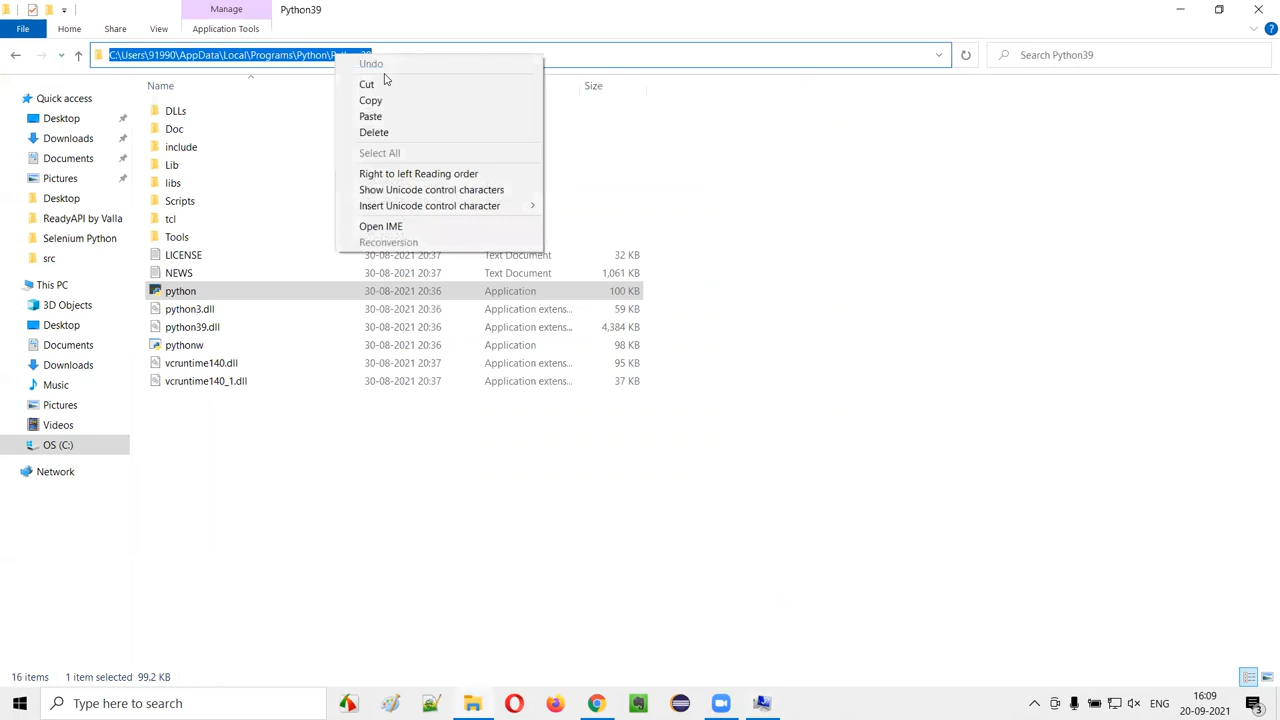 Manage
Python39
File
Home
Share
View
Application Tools
C:\Users\91990\AppData\Local\Programs\Python\Python39
Search Python39
Undo
Cut
Copy
Paste
Delete
Select All
Right to left Reading order
Show Unicode control characters
Insert Unicode control character
Open IME
Reconversion
Name
Size
Quick access
Desktop
Downloads
Documents
Pictures
Desktop
ReadyAPI by Valla
Selenium Python
src
This PC
3D Objects
Desktop
Documents
Downloads
Music
Pictures
Videos
OS (C:)
Network
DLLs
Doc
include
Lib
libs
Scripts
tcl
Tools
LICENSE 30-08-2021 20:37 Text Document 32 KB
NEWS 30-08-2021 20:37 Text Document 1,061 KB
python 30-08-2021 20:36 Application 100 KB
python3.dll 30-08-2021 20:36 Application extens... 59 KB
python39.dll 30-08-2021 20:36 Application extens... 4,384 KB
pythonw 30-08-2021 20:36 Application 98 KB
vcruntime140.dll 30-08-2021 20:37 Application extens... 95 KB
vcruntime140_1.dll 30-08-2021 20:37 Application extens... 37 KB
16 items 1 item selected 99.2 KB
Type here to search
ENG
16:09
20-09-2021
3